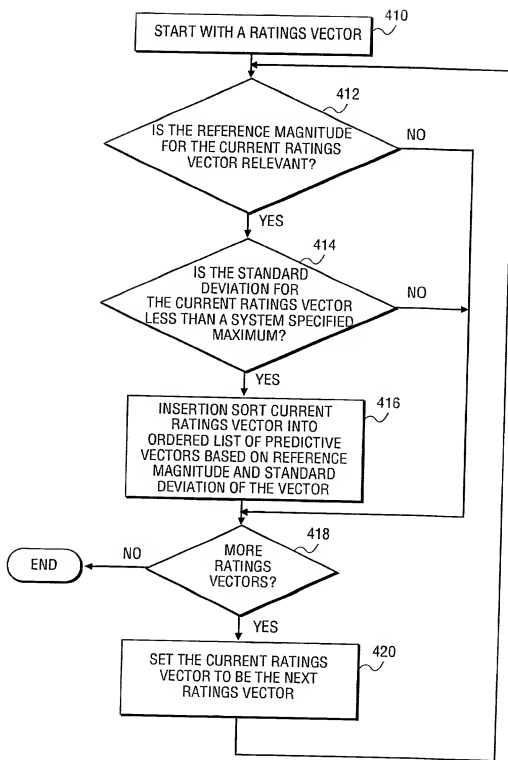 START WITH A RATINGS VECTOR
410
412
IS THE REFERENCE MAGNITUDE
FOR THE CURRENT RATINGS
VECTOR RELEVANT?
NO
YES
414
IS THE STANDARD
DEVIATION FOR
THE CURRENT RATINGS VECTOR
LESS THAN A SYSTEM SPECIFIED
MAXIMUM?
NO
YES
416
INSERTION SORT CURRENT
RATINGS VECTOR INTO
ORDERED LIST OF PREDICTIVE
VECTORS BASED ON REFERENCE
MAGNITUDE AND STANDARD
DEVIATION OF THE VECTOR
418
MORE
RATINGS
VECTORS?
NO
END
YES
420
SET THE CURRENT RATINGS
VECTOR TO BE THE NEXT
RATINGS VECTOR